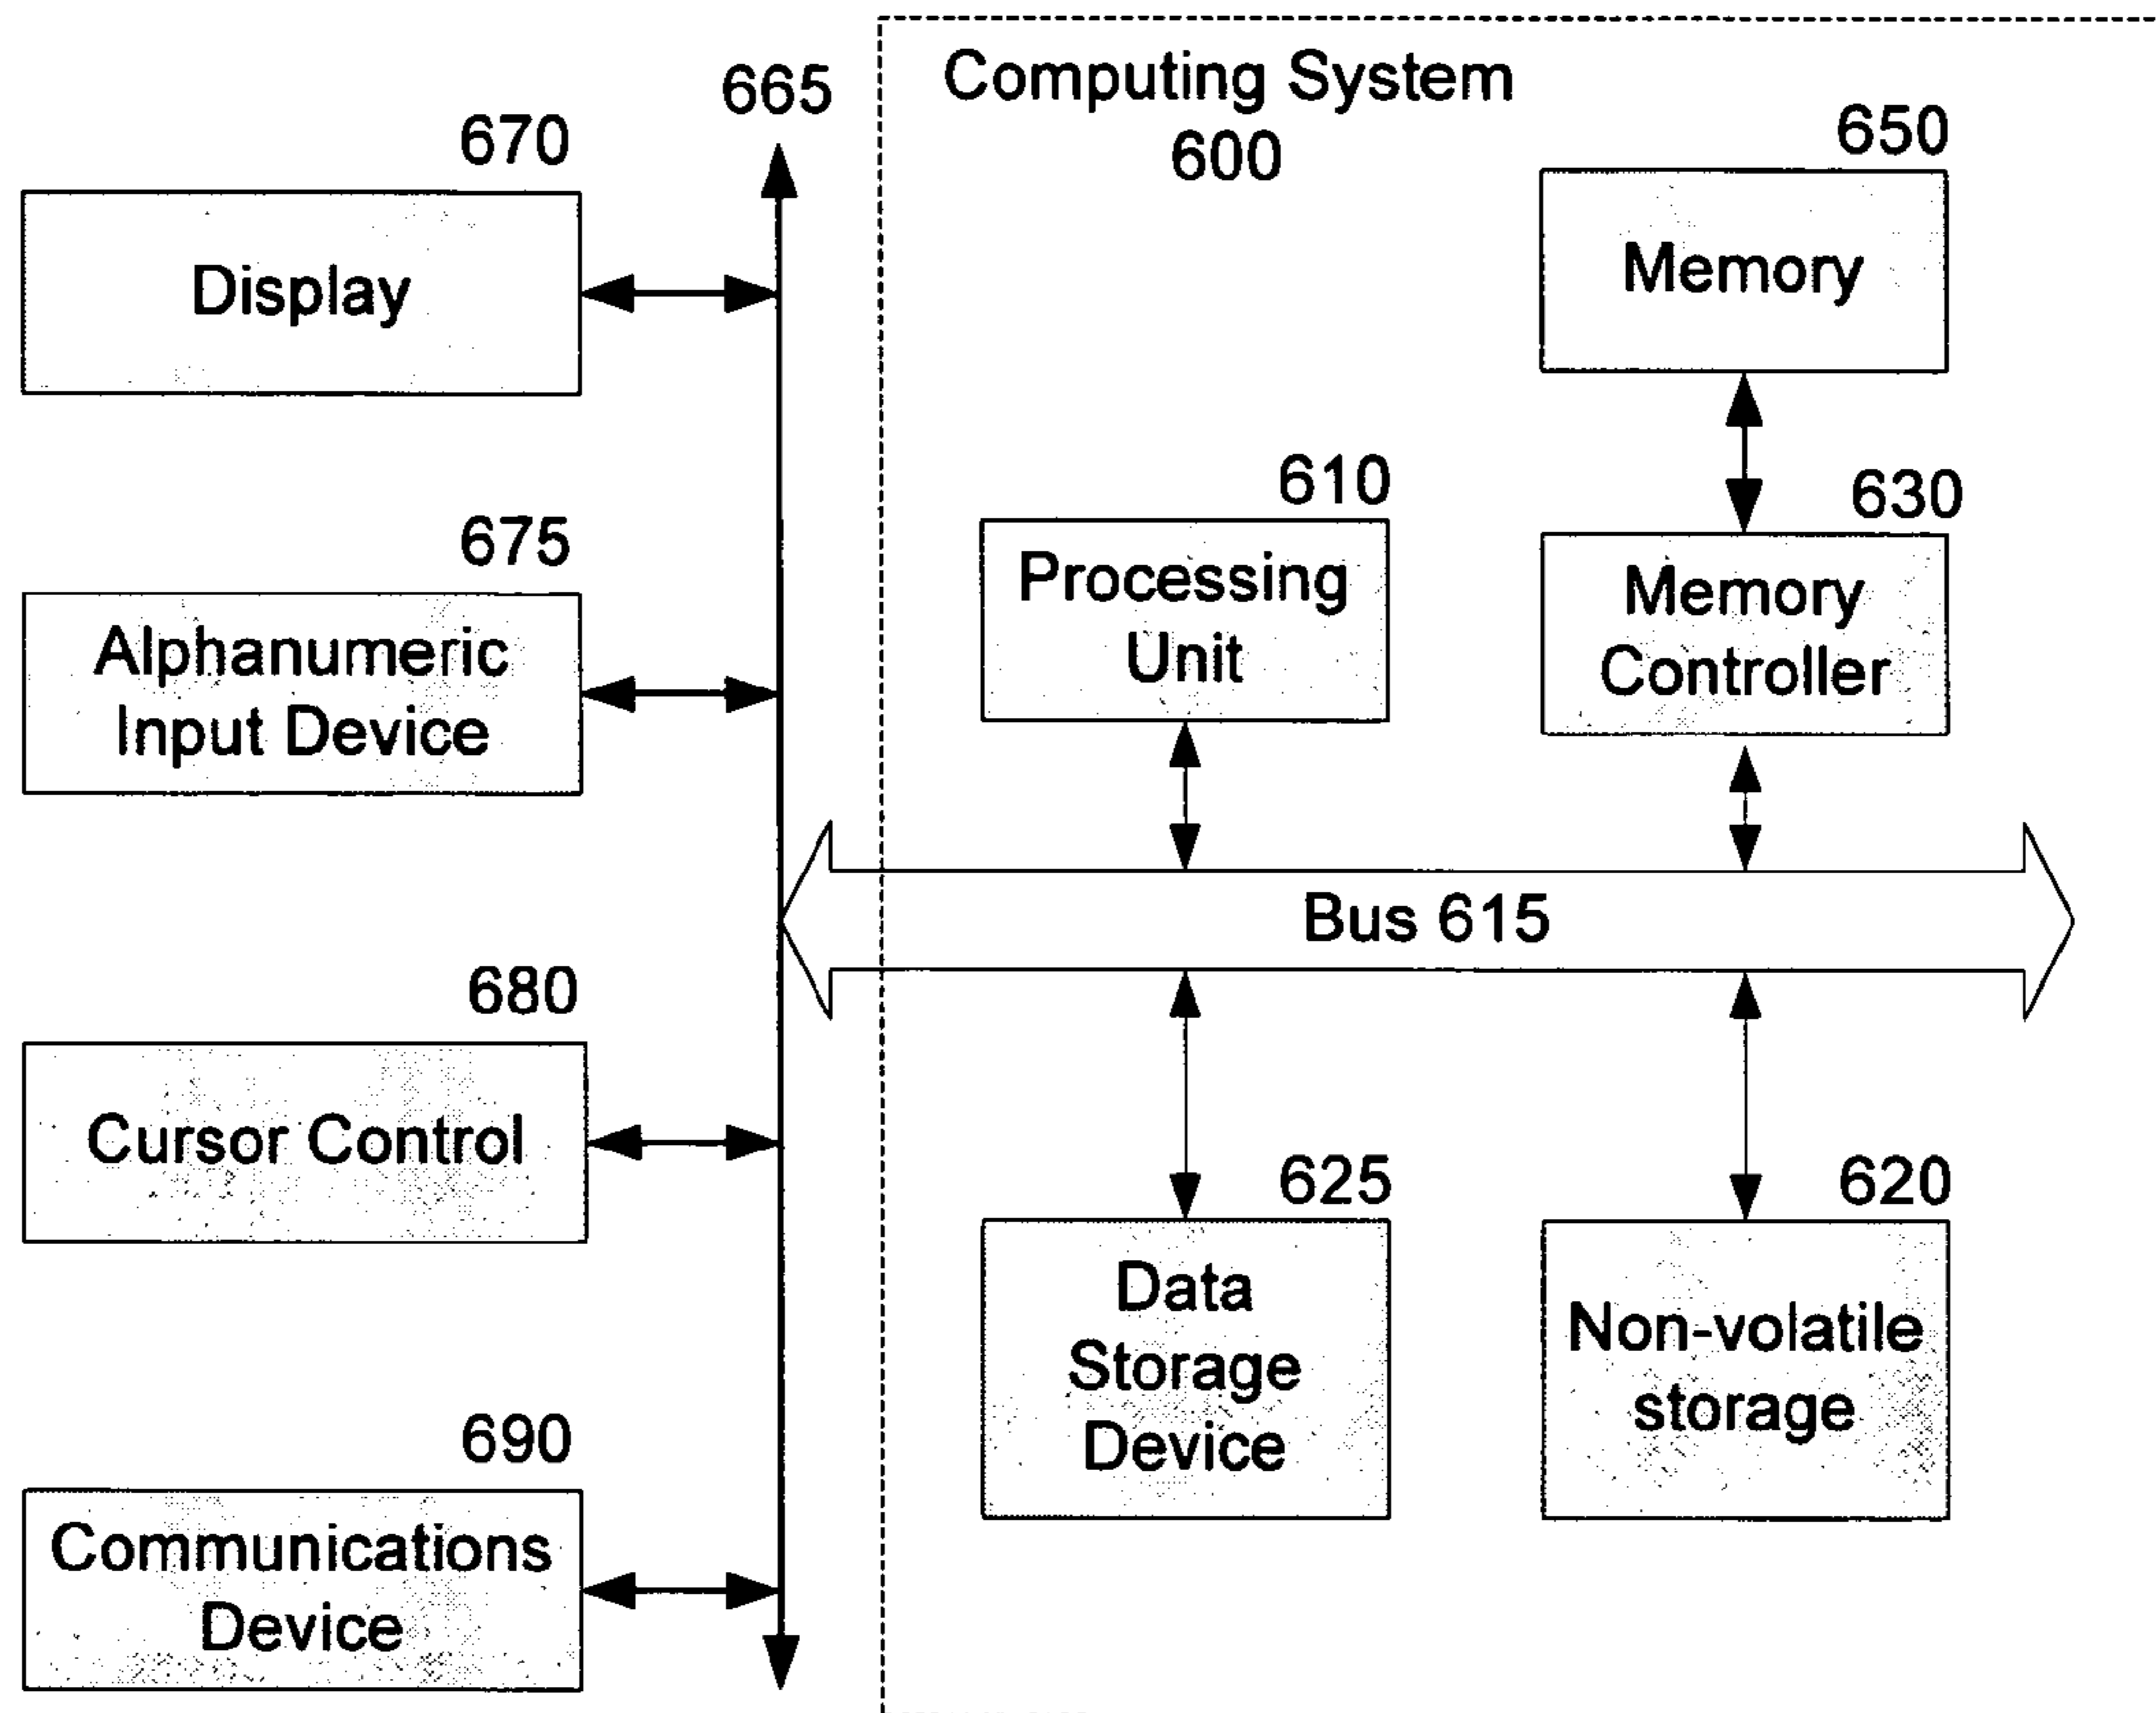 Computing System
600
665
670
Display
650
Memory
610
Processing
Unit
630
Memory
Controller
675
Alphanumeric
Input Device
Bus 615
680
Cursor Control
625
Data
Storage
Device
620
Non-volatile
storage
690
Communications
Device